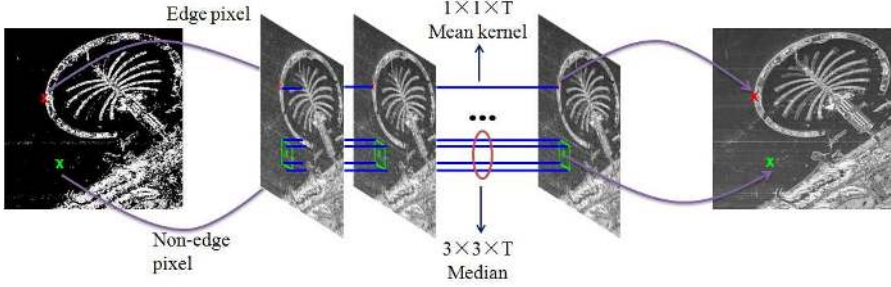 Edge pixel
1×1×T
Mean kernel
x
x
•••
x
x
Non-edge
pixel
3×3×T
Median